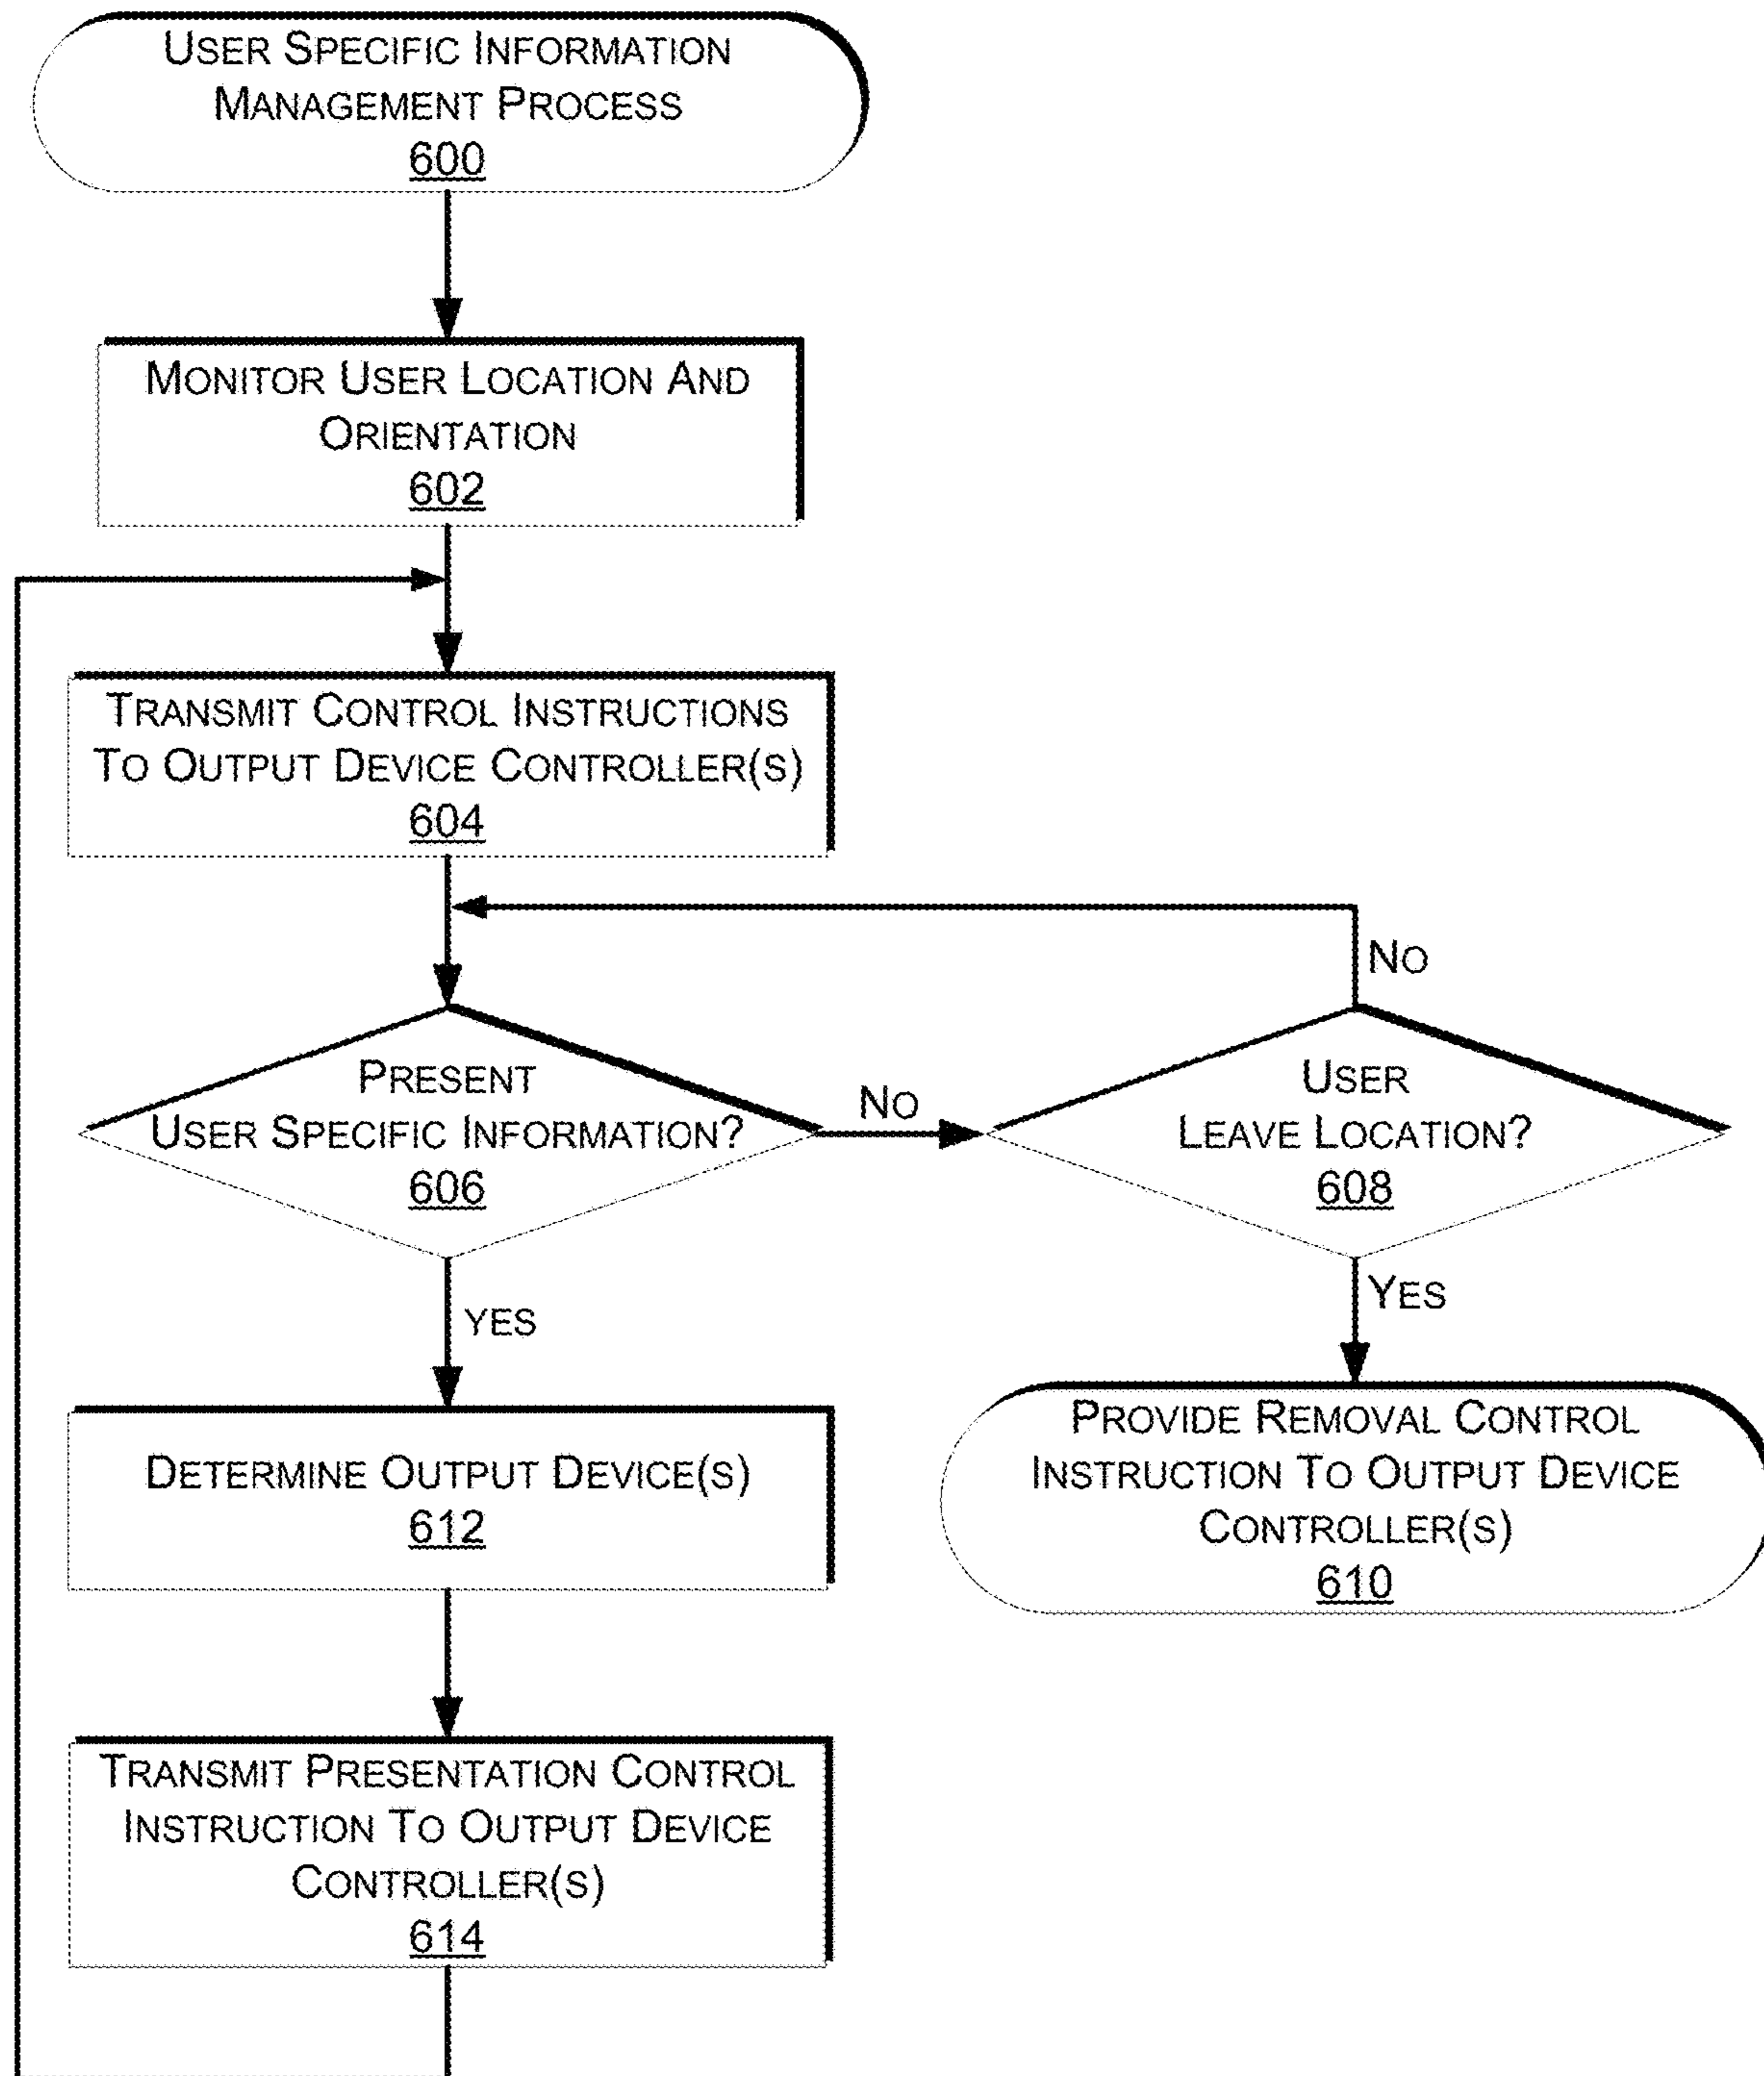 USER SPECIFIC INFORMATION
MANAGEMENT PROCESS
600
MONITOR USER LOCATION AND
ORIENTATION
602
TRANSMIT CONTROL INSTRUCTIONS
TO OUTPUT DEVICE CONTROLLER(S)
604
NO
PRESENT
USER SPECIFIC INFORMATION?
606
NO
USER
LEAVE LOCATION?
608
YES
YES
DETERMINE OUTPUT DEVICE(S)
612
PROVIDE REMOVAL CONTROL
INSTRUCTION TO OUTPUT DEVICE
CONTROLLER(S)
610
TRANSMIT PRESENTATION CONTROL
INSTRUCTION TO OUTPUT DEVICE
CONTROLLER(S)
614